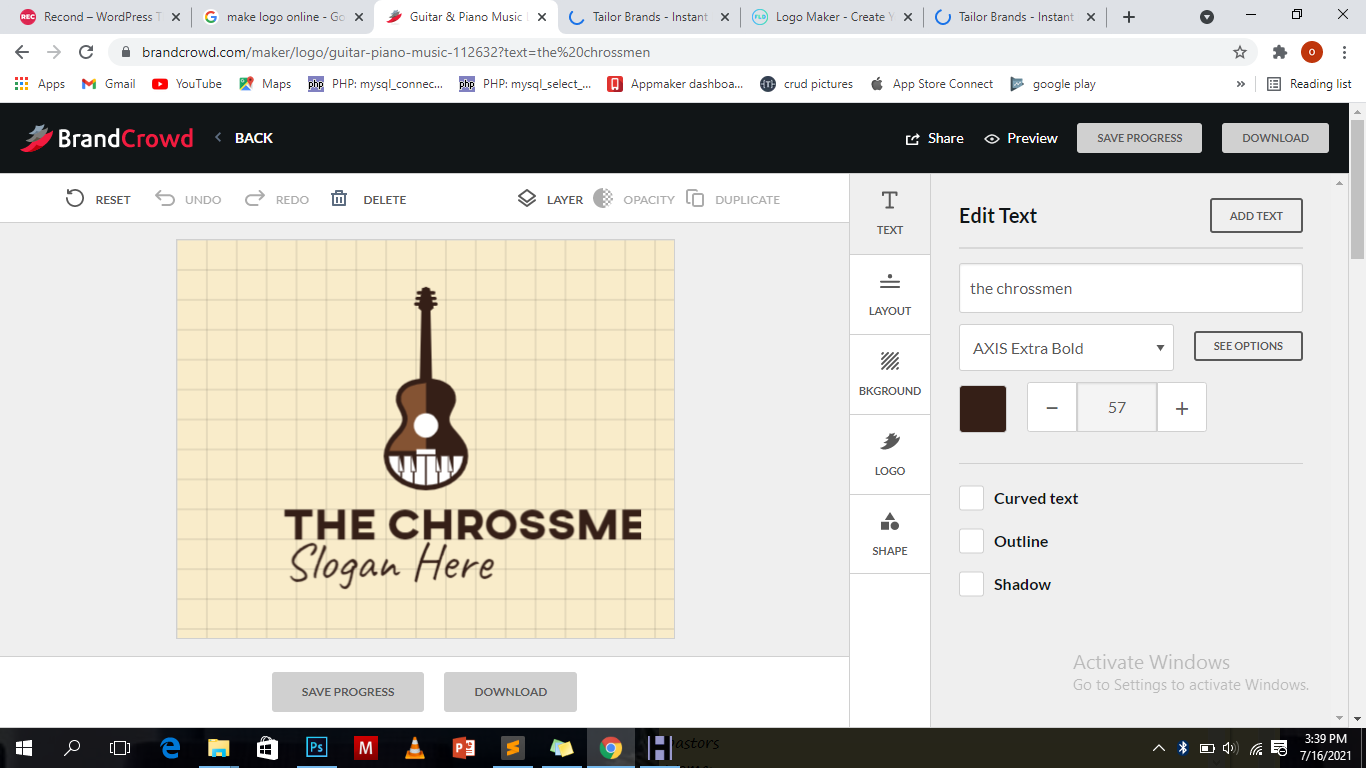 Recond – WordPress T
make logo online - Go
Guitar & Piano Music
Tailor Brands - Instant
Logo Maker - Create Y
Tailor Brands - Instant
brandcrowd.com/maker/logo/guitar-piano-music-112632?text=the%20chrossmen
Apps Gmail YouTube Maps PHP: mysql_connec... PHP: mysql_select_... Appmaker dashboa... crud pictures App Store Connect google play » Reading list
BrandCrowd BACK Share Preview SAVE PROGRESS DOWNLOAD
RESET UNDO REDO DELETE LAYER OPACITY DUPLICATE
TEXT
LAYOUT
BKGROUND
LOGO
SHAPE
Edit Text ADD TEXT
the chrossmen
AXIS Extra Bold SEE OPTIONS
− 57 +
Curved text
Outline
Shadow
THE CHROSSME
Slogan Here
SAVE PROGRESS DOWNLOAD
Activate Windows
Go to Settings to activate Windows.
3:39 PM
7/16/2021